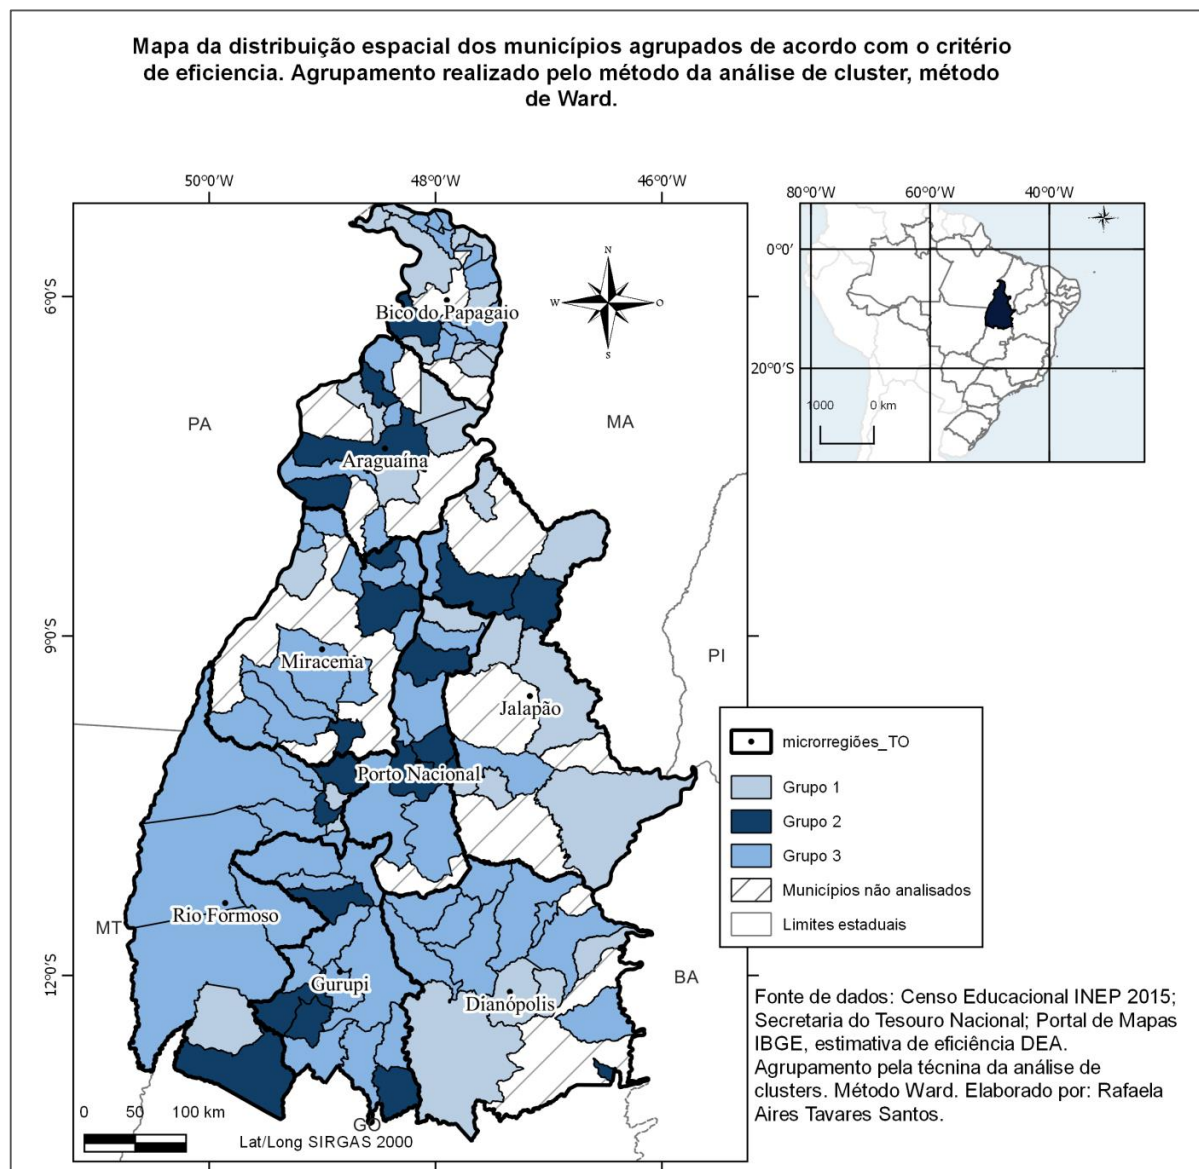 Mapa da distribuição espacial dos municípios agrupados de acordo com o critério
de eficiencia. Agrupamento realizado pelo método da análise de cluster, método
de Ward.
50°0'W
48°0'W
46°0'W
80°0'W
60°0'W
40°0'W
0°0'
20°0'S
1000
0 km
6°0'S
9°0'S
12°0'S
N
W
O
S
PA
MA
PI
BA
MT
GO
Bico do Papagaio
Araguaína
Miracema
Jalapão
Porto Nacional
Rio Formoso
Gurupi
Dianópolis
microrregiões_TO
Grupo 1
Grupo 2
Grupo 3
Municípios não analisados
Limites estaduais
Fonte de dados: Censo Educacional INEP 2015;
Secretaria do Tesouro Nacional; Portal de Mapas
IBGE, estimativa de eficiência DEA.
Agrupamento pela técnina da análise de
clusters. Método Ward. Elaborado por: Rafaela
Aires Tavares Santos.
0
50
100 km
Lat/Long SIRGAS 2000